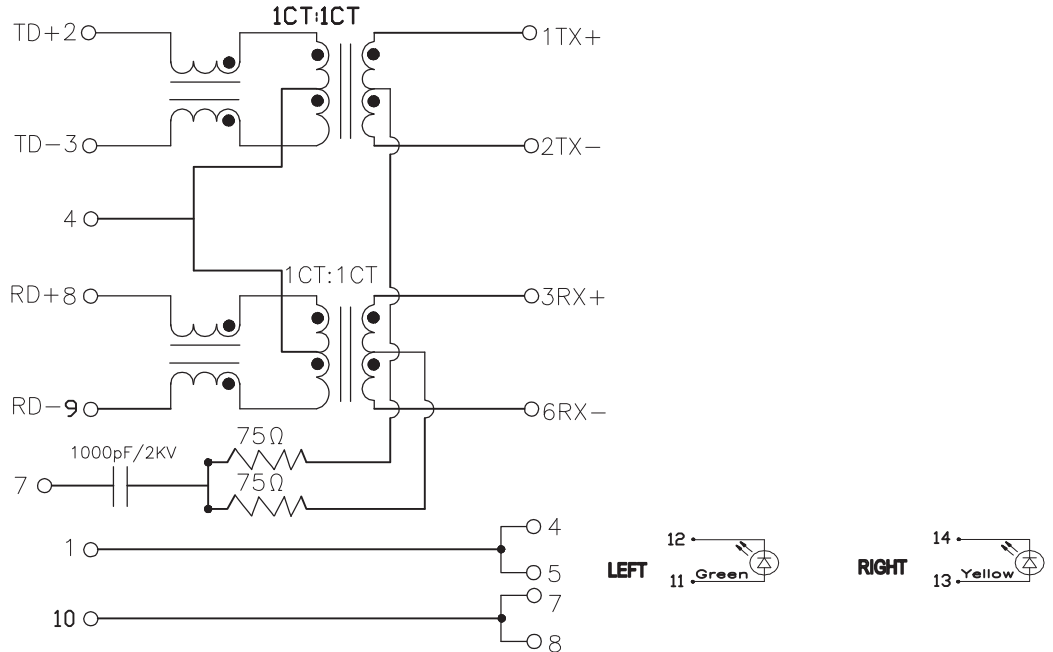 1CT:1CT
TD+2
1TX+
TD-3
2TX-
4
1CT:1CT
RD+8
3RX+
RD-9
6RX-
75Ω
1000pF/2KV
7
75Ω
4
1
5
7
10
8
12
LEFT
11 Green
14
RIGHT
13 Yellow